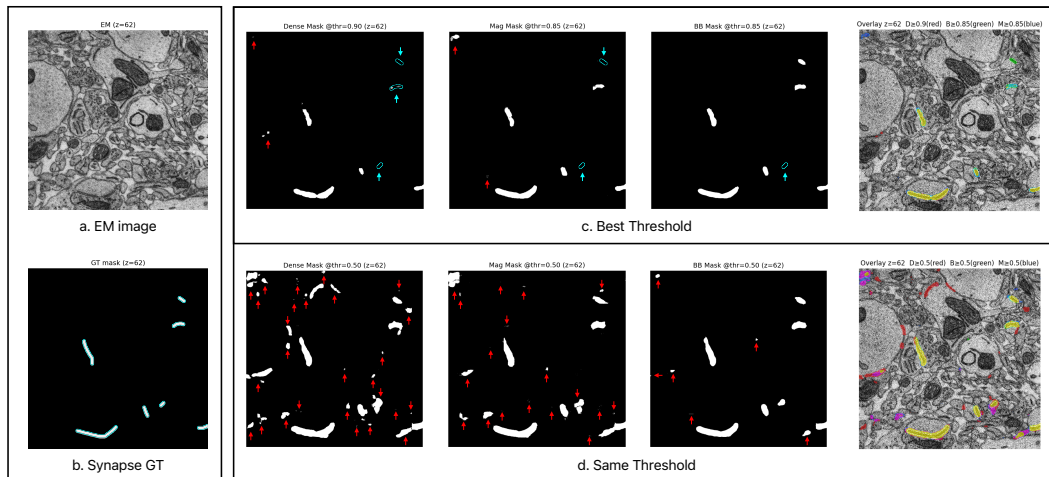 EM (z=62)
a. EM image
GT mask (z=62)
b. Synapse GT
Dense Mask @thr=0.90 (z=62)
Mag Mask @thr=0.85 (z=62)
BB Mask @thr=0.85 (z=62)
Overlay z=62 D≥0.9(red) B≥0.85(green) M≥0.85(blue)
c. Best Threshold
Dense Mask @thr=0.50 (z=62)
Mag Mask @thr=0.50 (z=62)
BB Mask @thr=0.50 (z=62)
Overlay z=62 D≥0.5(red) B≥0.5(green) M≥0.5(blue)
d. Same Threshold